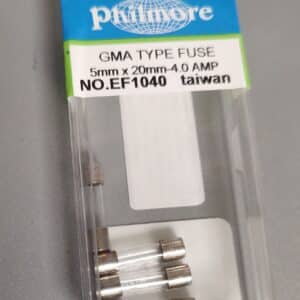 Philmore
GMA TYPE FUSE
5mm x 20mm-4.0 AMP
NO.EF1040 taiwan